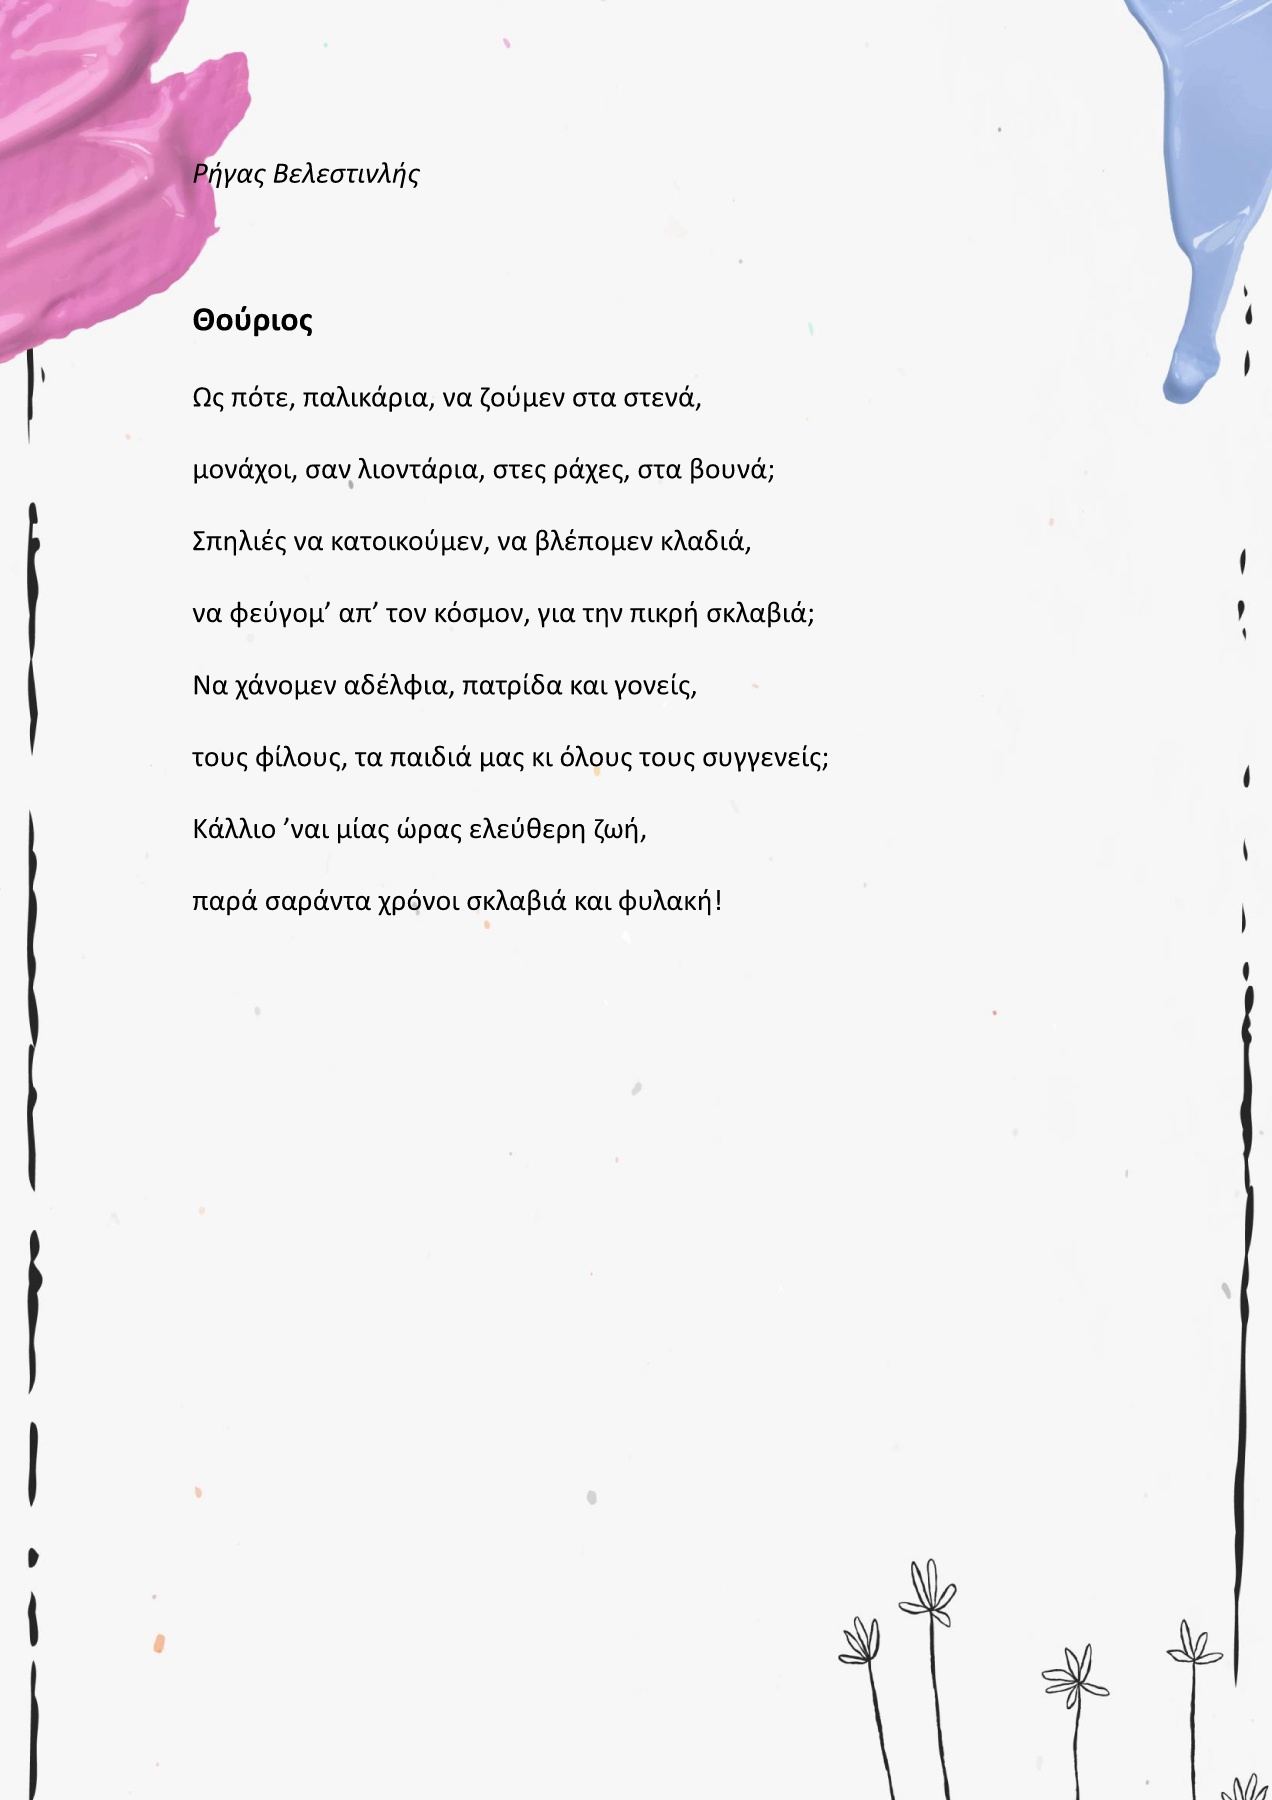 Ρήγας Βελεστινλής
Θούριος
Ως πότε, παλικάρια, να ζούμεν στα στενά,
μονάχοι, σαν λιοντάρια, στες ράχες, στα βουνά;
Σπηλιές να κατοικούμεν, να βλέπομεν κλαδιά,
να φεύγομ’ απ’ τον κόσμον, για την πικρή σκλαβιά;
Να χάνομεν αδέλφια, πατρίδα και γονείς,
τους φίλους, τα παιδιά μας κι όλους τους συγγενείς;
Κάλλιο ’ναι μίας ώρας ελεύθερη ζωή,
παρά σαράντα χρόνοι σκλαβιά και φυλακή!